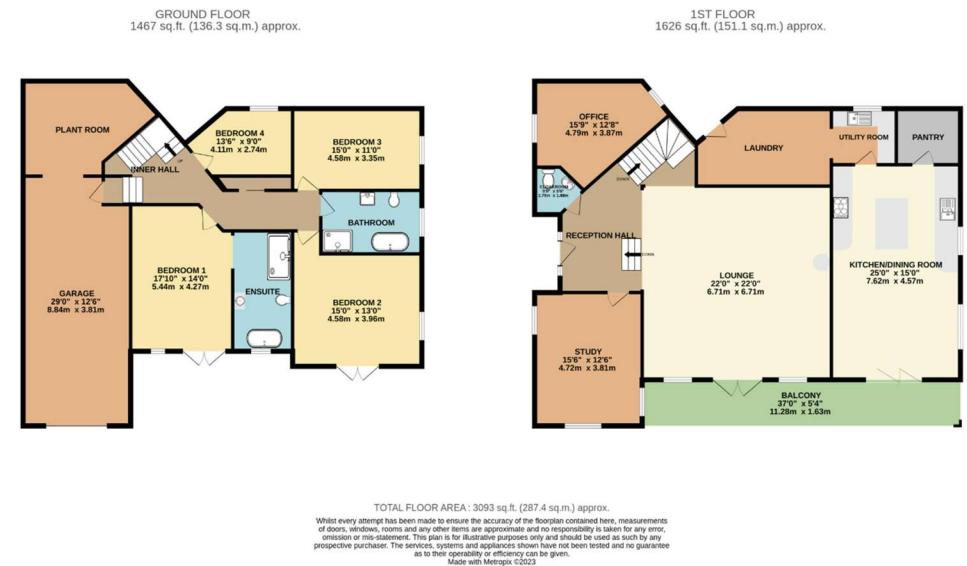 GROUND FLOOR
1467 sq.ft. (136.3 sq.m.) approx.
1ST FLOOR
1626 sq.ft. (151.1 sq.m.) approx.
PLANT ROOM
INNER HALL
UP
BEDROOM 4
13'6" x 9'0"
4.11m x 2.74m
BEDROOM 3
15'0" x 11'0"
4.58m x 3.35m
BATHROOM
BEDROOM 1
17'10" x 14'0"
5.44m x 4.27m
ENSUITE
BEDROOM 2
15'0" x 13'0"
4.58m x 3.96m
GARAGE
29'0" x 12'6"
8.84m x 3.81m
OFFICE
15'9" x 12'8"
4.79m x 3.87m
DOWN
LAUNDRY
UTILITY ROOM
PANTRY
CLOAKROOM
RECEPTION HALL
DOWN
LOUNGE
22'0" x 22'0"
6.71m x 6.71m
KITCHEN/DINING ROOM
25'0" x 15'0"
7.62m x 4.57m
STUDY
15'6" x 12'6"
4.72m x 3.81m
BALCONY
37'0" x 5'4"
11.28m x 1.63m
TOTAL FLOOR AREA : 3093 sq.ft. (287.4 sq.m.) approx.
Whilst every attempt has been made to ensure the accuracy of the floorplan contained here, measurements
of doors, windows, rooms and any other items are approximate and no responsibility is taken for any error,
omission or mis-statement. This plan is for illustrative purposes only and should be used as such by any
prospective purchaser. The services, systems and appliances shown have not been tested and no guarantee
as to their operability or efficiency can be given.
Made with Metropix ©2023